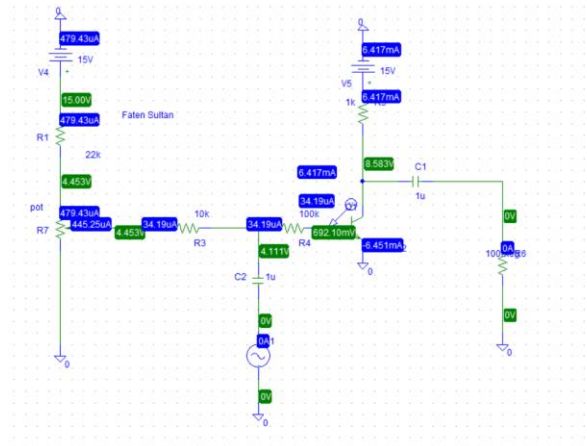 0
479.43uA
V4
15V
15.00V
479.43uA
R1
22k
Faten Sultan
4.453V
pot
479.43uA
R7
445.25uA
4.453V
34.19uA
10k
R3
34.19uA
100k
R4
4.111V
C2
1u
0V
0A
0V
0
0
0
6.417mA
V5
15V
6.417mA
1k
8.583V
6.417mA
34.19uA
692.10mV
-6.451mA
0
C1
1u
0V
0A
0V
0